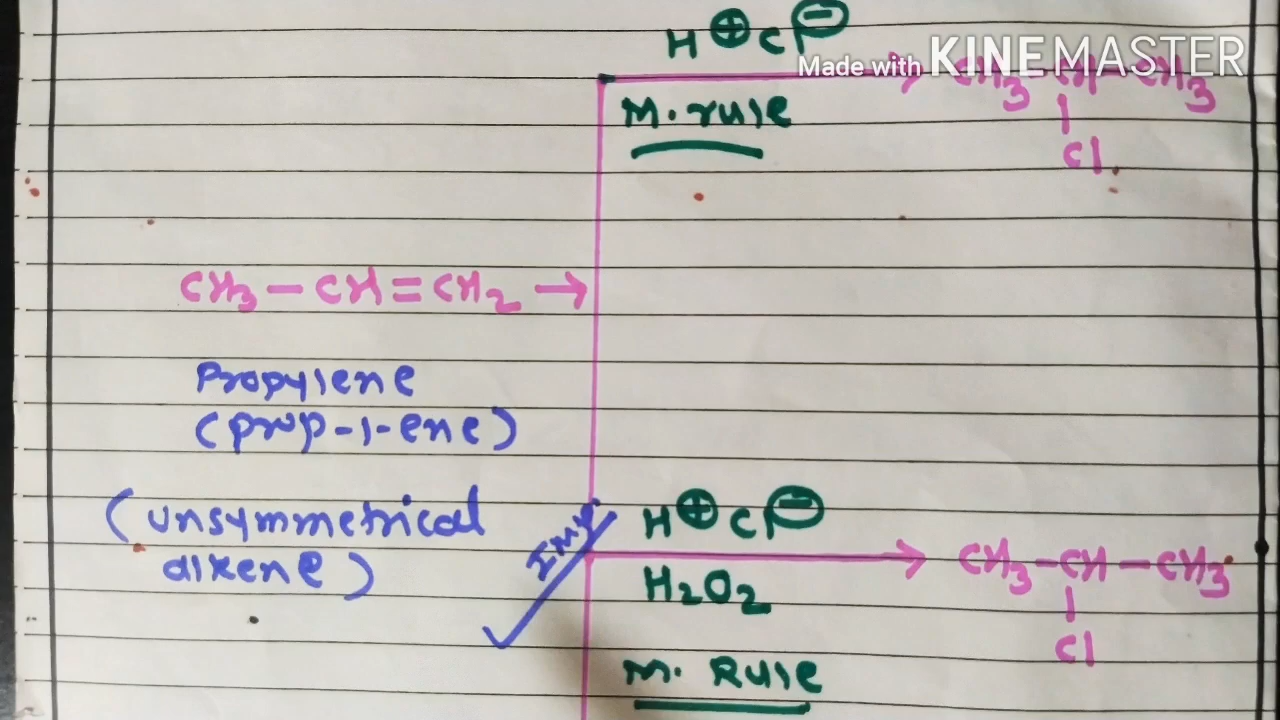 H⊕Cl⊖
Made with KINEMASTER
CH3-CH-CH3
M. rule
Cl
CH3-CH=CH2→
Propylene
(prop-1-ene)
(unsymmetrical
alkene)
Imp.
H⊕Cl⊖
CH3-CH-CH3
H2O2
Cl
M. Rule